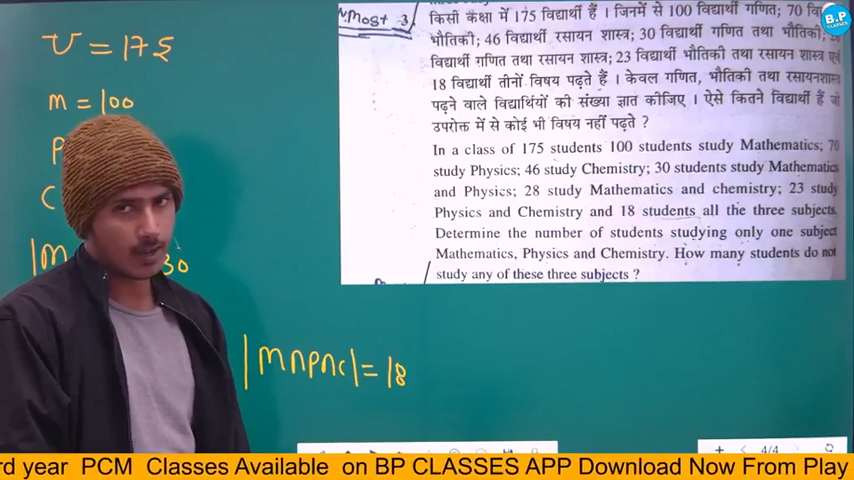 Most 3.
किसी कक्षा में 175 विद्यार्थी हैं । जिनमें से 100 विद्यार्थी गणित; 70
भौतिकी; 46 विद्यार्थी रसायन शास्त्र; 30 विद्यार्थी गणित तथा भौतिकी;
विद्यार्थी गणित तथा रसायन शास्त्र; 23 विद्यार्थी भौतिकी तथा रसायन शास्त्र एवं
18 विद्यार्थी तीनों विषय पढ़ते हैं । केवल गणित, भौतिकी तथा रसायनशास्त्र
पढ़ने वाले विद्यार्थियों की संख्या ज्ञात कीजिए । ऐसे कितने विद्यार्थी हैं जो
उपरोक्त में से कोई भी विषय नहीं पढ़ते ?
In a class of 175 students 100 students study Mathematics; 70
study Physics; 46 study Chemistry; 30 students study Mathematics
and Physics; 28 study Mathematics and chemistry; 23 study
Physics and Chemistry and 18 students all the three subjects.
Determine the number of students studying only one subject
Mathematics, Physics and Chemistry. How many students do not
study any of these three subjects ?
B.P
CLASSES
U = 175
m = 100
P
C
|m
30
|m∩P∩C| = 18
4/4
rd year PCM Classes Available on BP CLASSES APP Download Now From Play